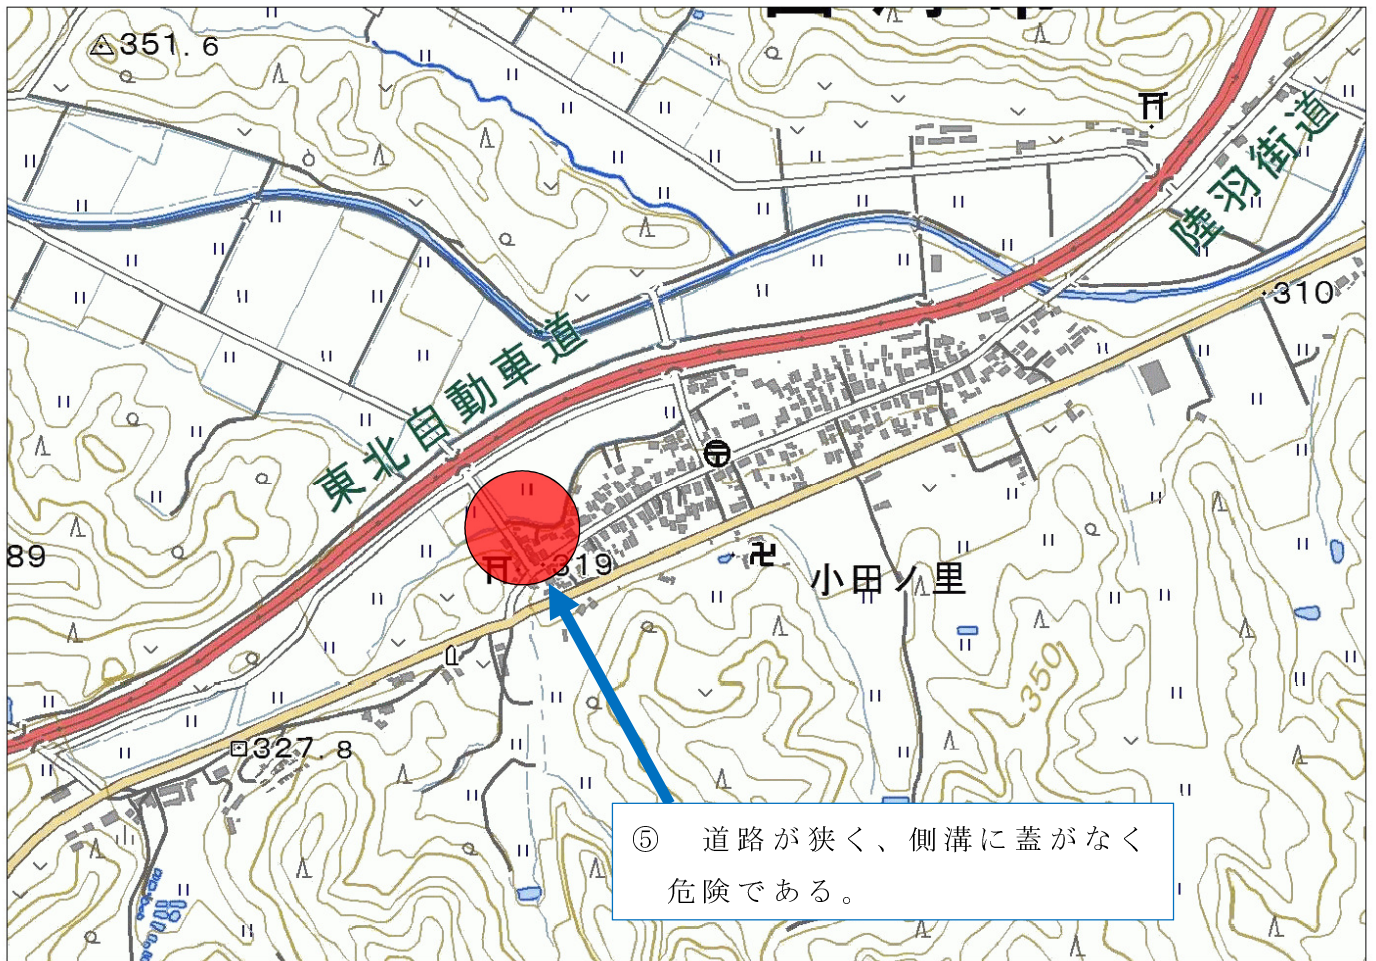 351.6
陸羽街道
310
東北自動車道
89
319
小田ノ里
350
327.8
⑤ 道路が狭く、側溝に蓋がなく
危険である。